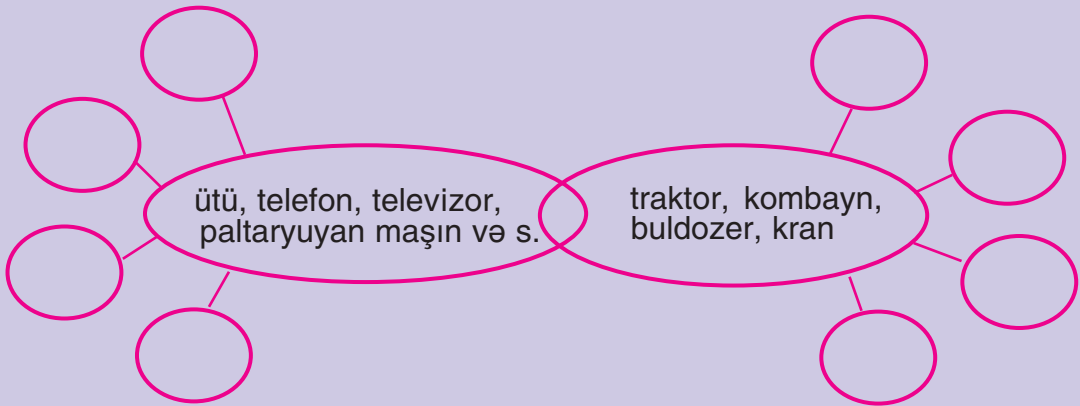 ütü, telefon, televizor,
paltaryuyan maşın və s.
traktor, kombayn,
buldozer, kran